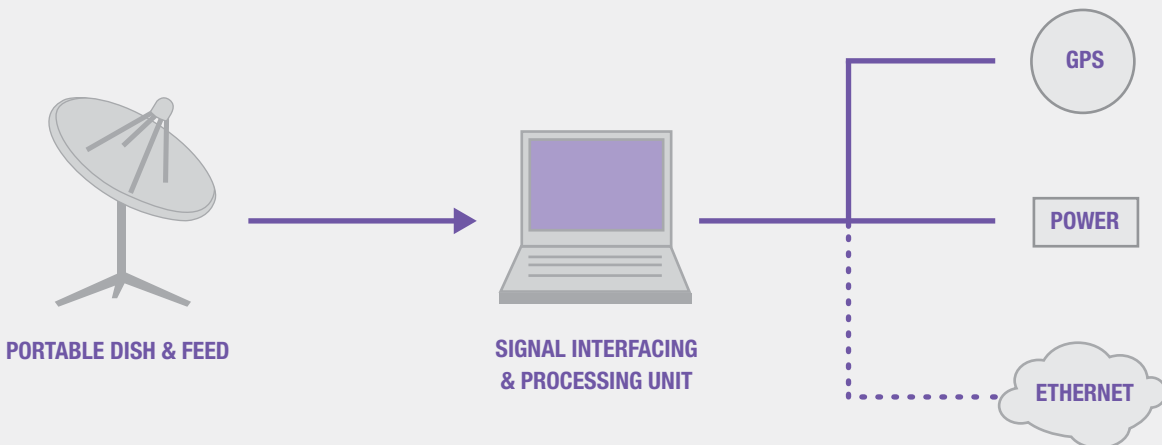 GPS
POWER
PORTABLE DISH & FEED
SIGNAL INTERFACING
& PROCESSING UNIT
ETHERNET